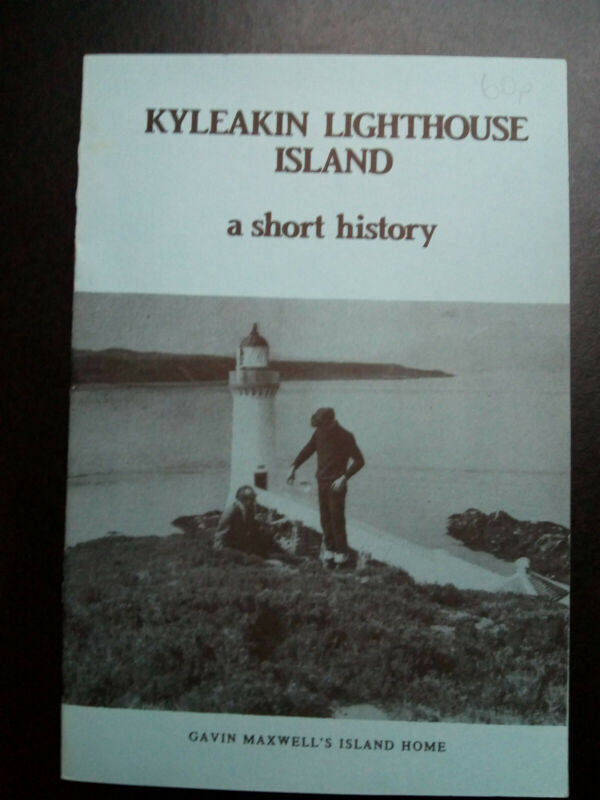 60p
KYLEAKIN LIGHTHOUSE
ISLAND
a short history
GAVIN MAXWELL'S ISLAND HOME